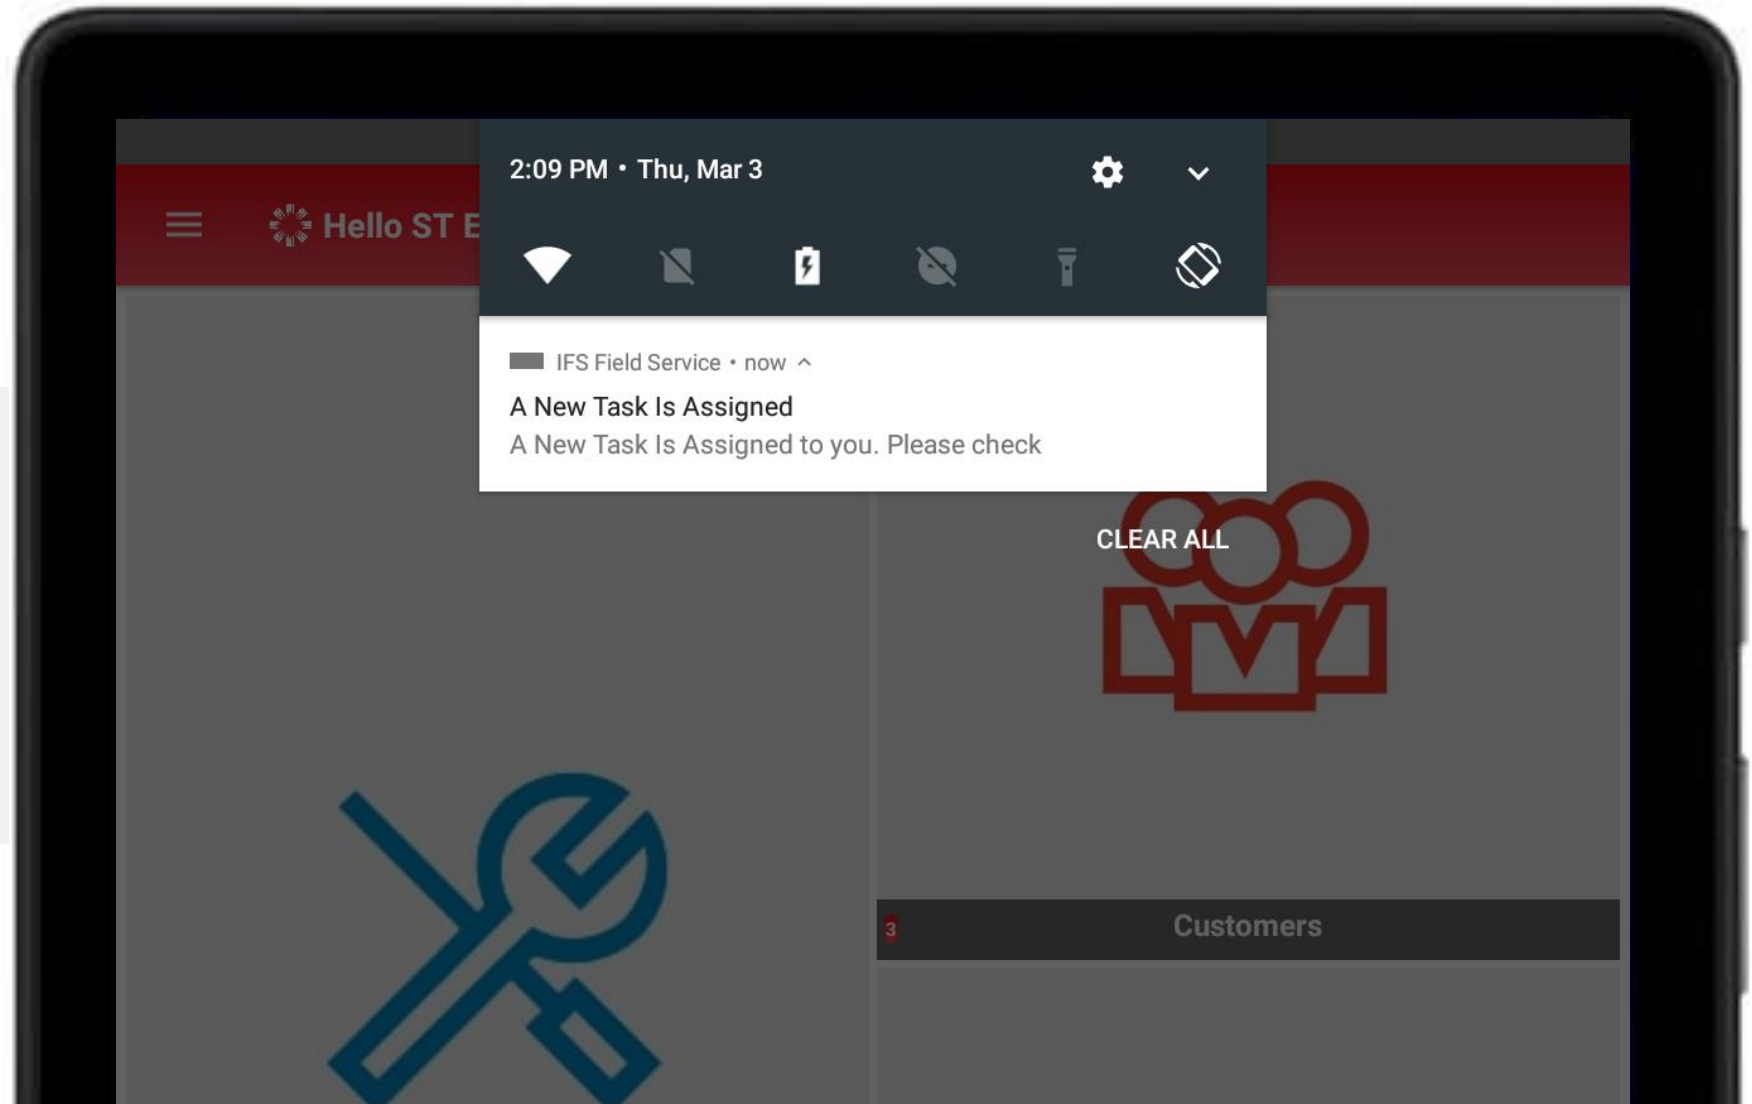 2:09 PM • Thu, Mar 3
Hello ST E
IFS Field Service • now
A New Task Is Assigned
A New Task Is Assigned to you. Please check
CLEAR ALL
3
Customers